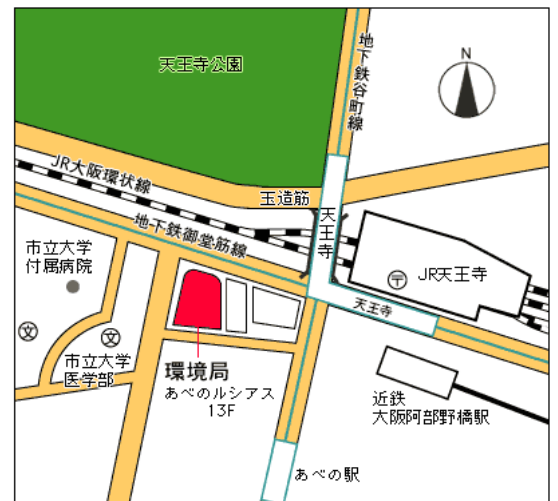 天王寺公園
地下鉄谷町線
N
JR大阪環状線
玉造筋
地下鉄御堂筋線
天王寺
市立大学
付属病院
〒
JR天王寺
天王寺
文
文
市立大学
医学部
環境局
あべのルシアス
13F
近鉄
大阪阿部野橋駅
あべの駅